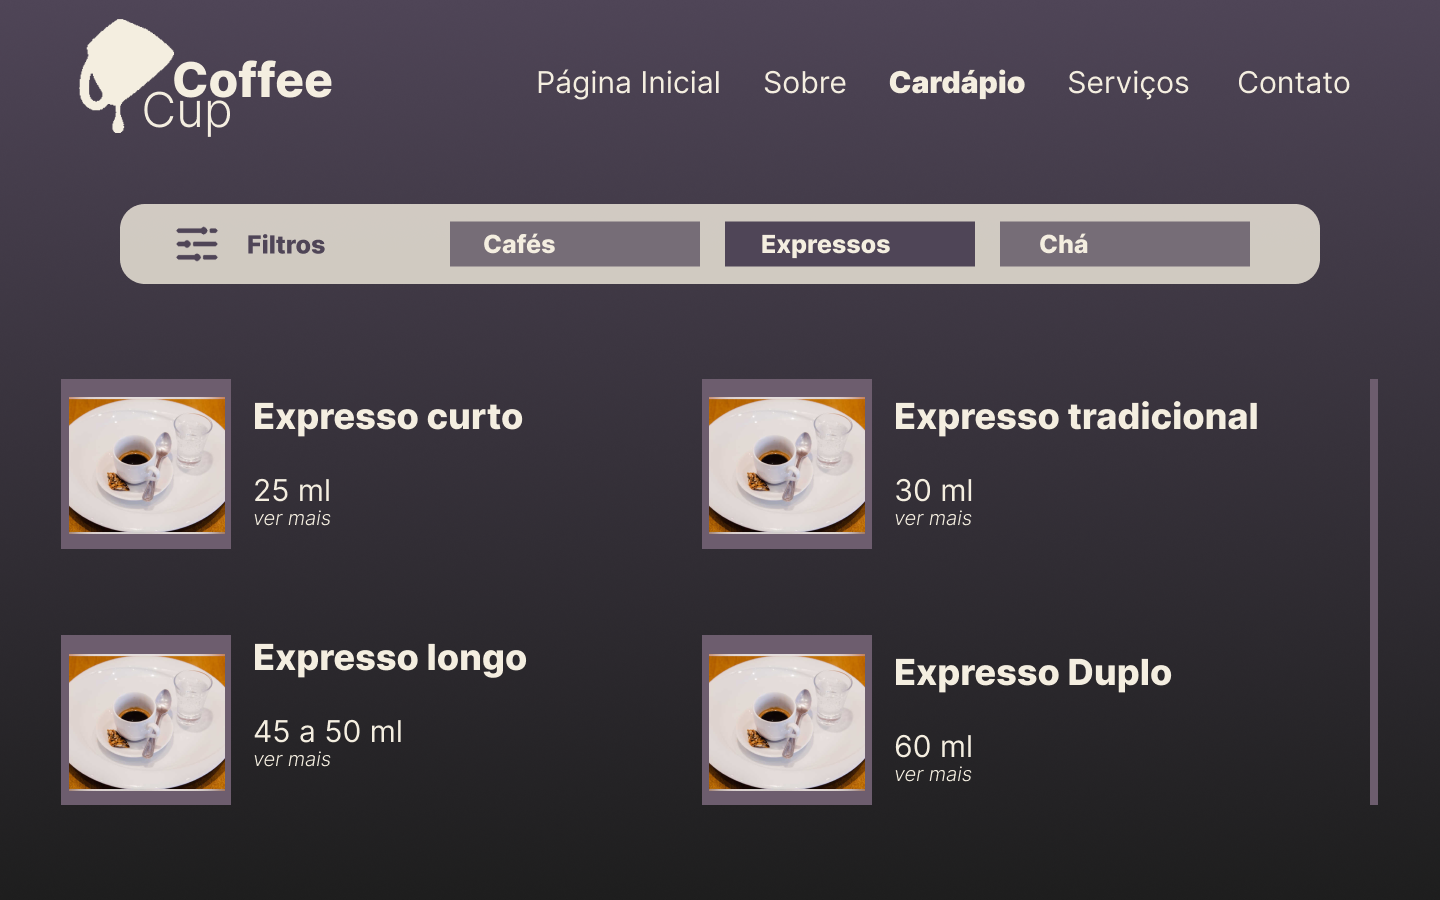 Coffee
Cup
Página Inicial Sobre Cardápio Serviços Contato
Filtros Cafés Expressos Chá
Expresso curto
25 ml
ver mais
Expresso tradicional
30 ml
ver mais
Expresso longo
45 a 50 ml
ver mais
Expresso Duplo
60 ml
ver mais